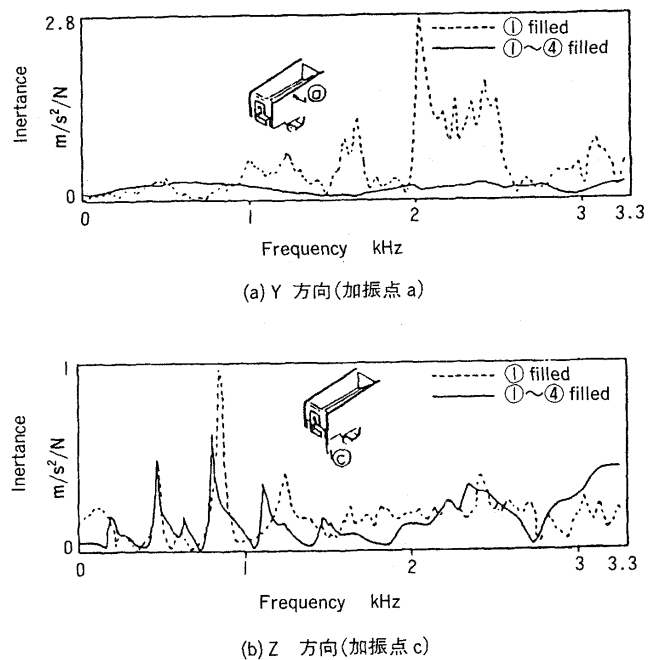 2.8
Inertance
m/s²/N
0
① filled
①～④ filled
ⓐ
0
1
2
3
3.3
Frequency kHz
(a) Y 方向(加振点 a)
1
Inertance
m/s²/N
0
① filled
①～④ filled
ⓒ
0
1
2
3
3.3
Frequency kHz
(b) Z 方向(加振点 c)